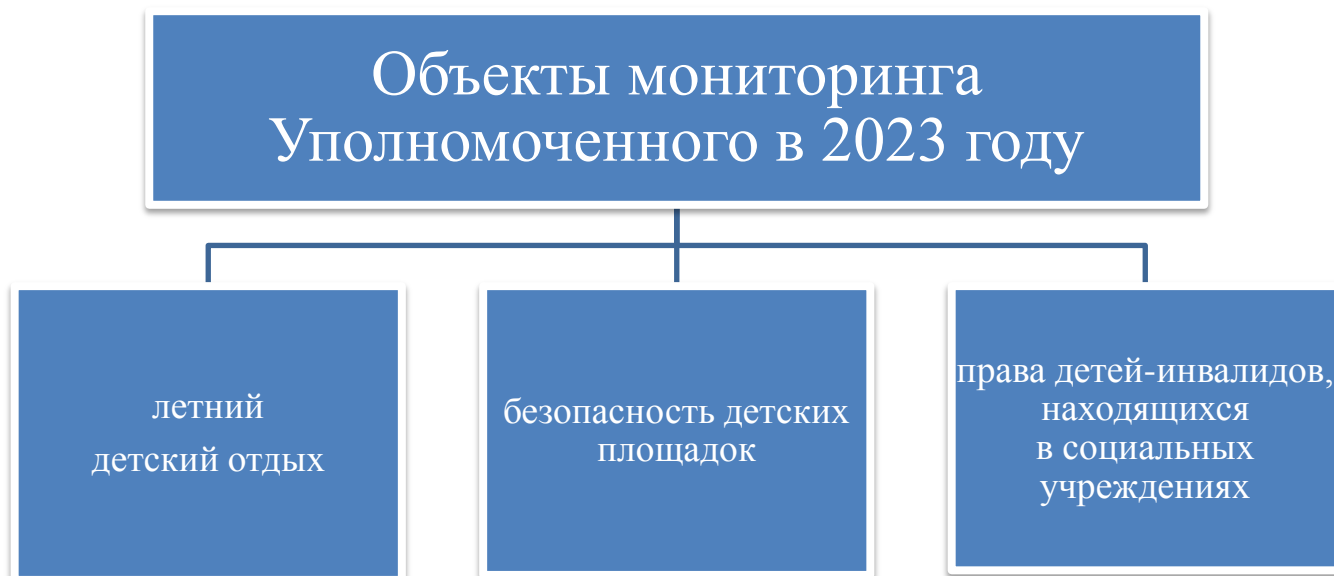 Объекты мониторинга
Уполномоченного в 2023 году
летний
детский отдых
безопасность детских
площадок
права детей-инвалидов,
находящихся
в социальных
учреждениях